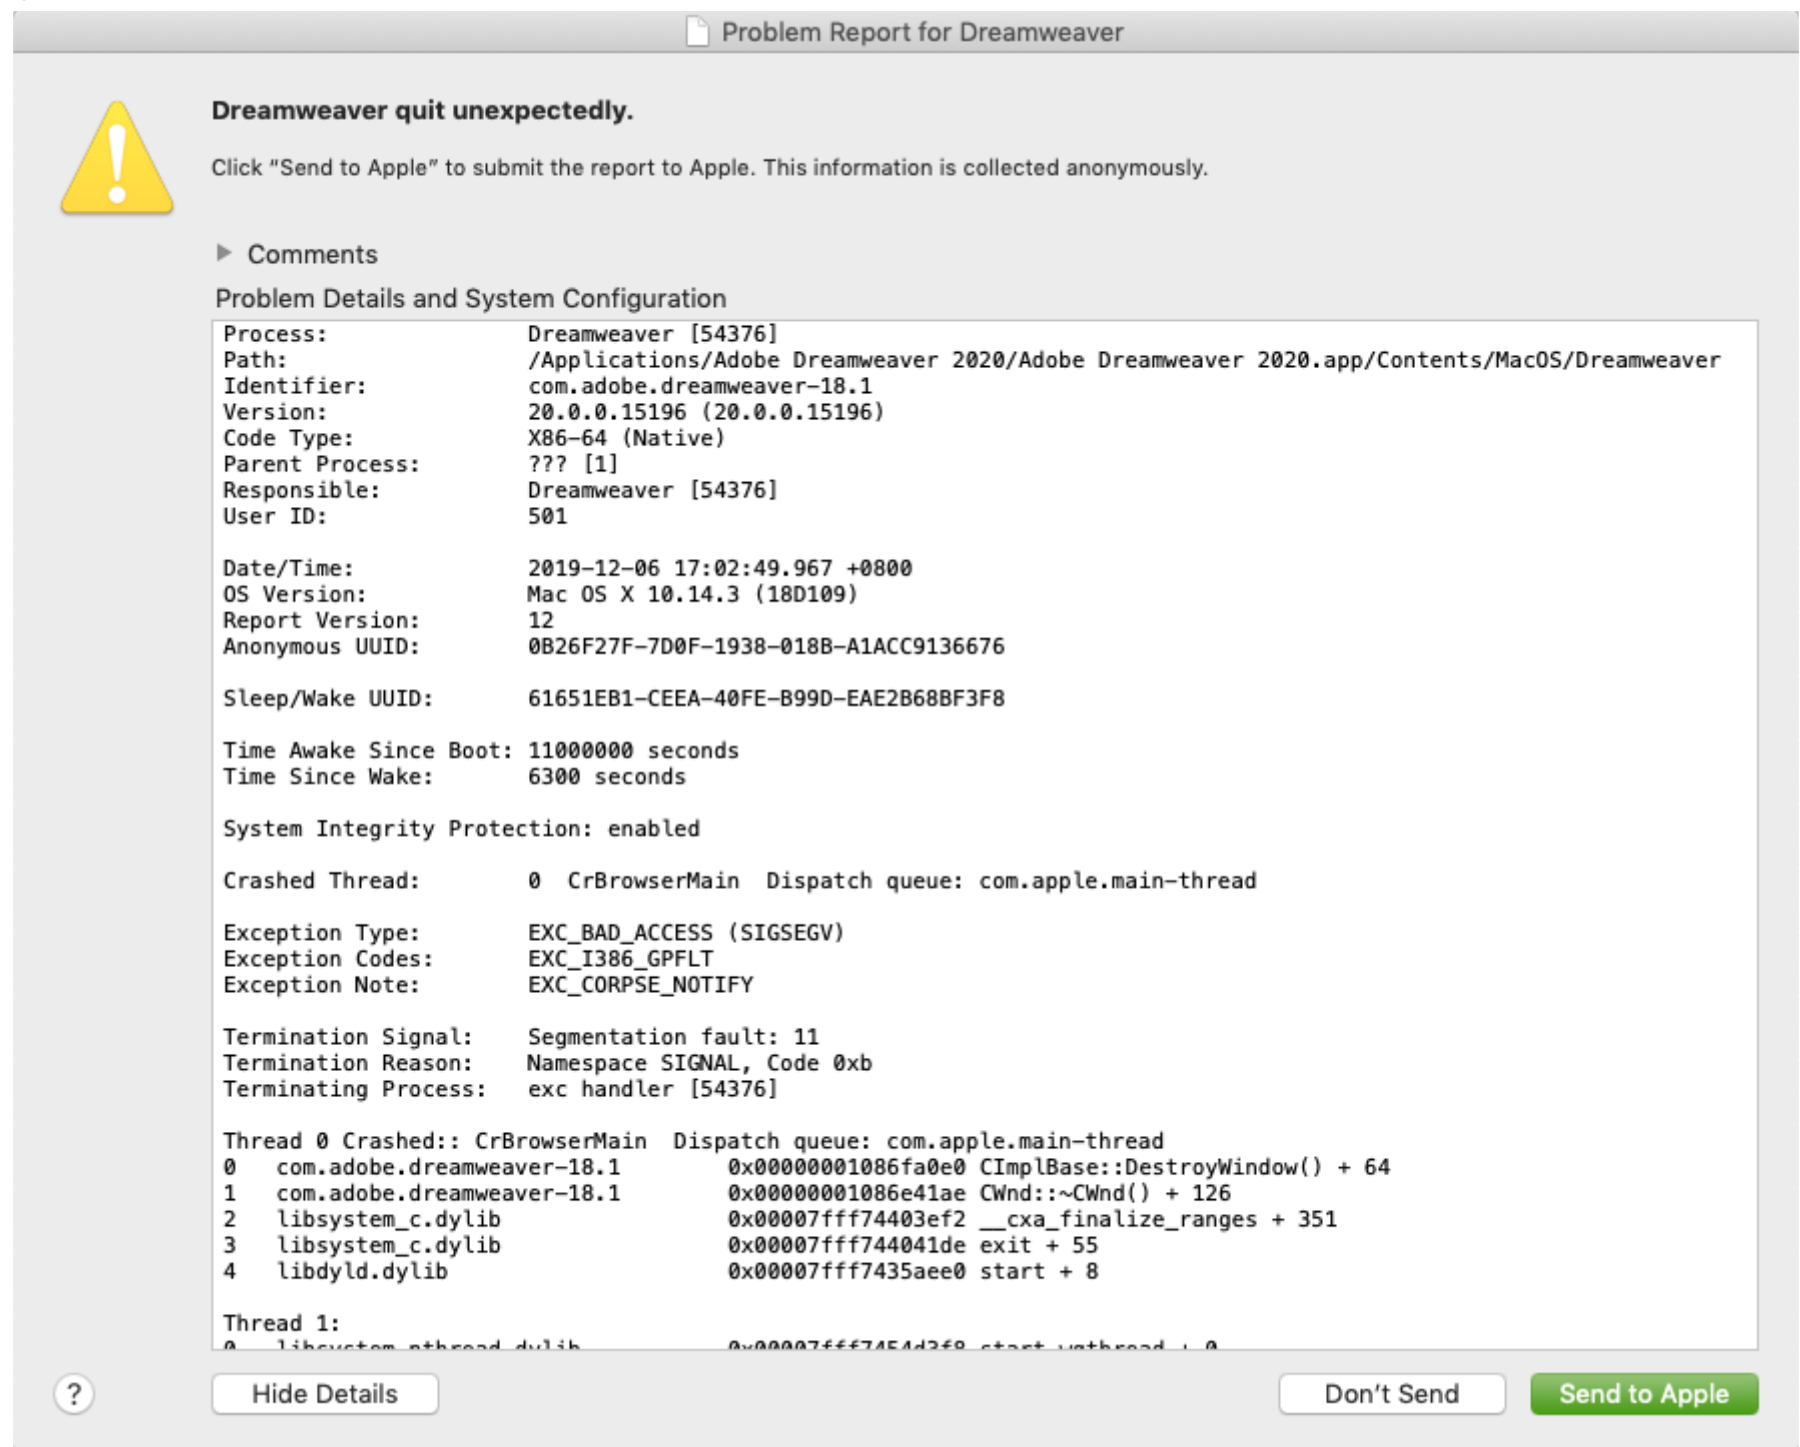 Problem Report for Dreamweaver
Dreamweaver quit unexpectedly.
Click “Send to Apple” to submit the report to Apple. This information is collected anonymously.
Comments
Problem Details and System Configuration
Process: Dreamweaver [54376]
Path: /Applications/Adobe Dreamweaver 2020/Adobe Dreamweaver 2020.app/Contents/MacOS/Dreamweaver
Identifier: com.adobe.dreamweaver-18.1
Version: 20.0.0.15196 (20.0.0.15196)
Code Type: X86-64 (Native)
Parent Process: ??? [1]
Responsible: Dreamweaver [54376]
User ID: 501
Date/Time: 2019-12-06 17:02:49.967 +0800
OS Version: Mac OS X 10.14.3 (18D109)
Report Version: 12
Anonymous UUID: 0B26F27F-7D0F-1938-018B-A1ACC9136676
Sleep/Wake UUID: 61651EB1-CEEA-40FE-B99D-EAE2B68BF3F8
Time Awake Since Boot: 11000000 seconds
Time Since Wake: 6300 seconds
System Integrity Protection: enabled
Crashed Thread: 0 CrBrowserMain Dispatch queue: com.apple.main-thread
Exception Type: EXC_BAD_ACCESS (SIGSEGV)
Exception Codes: EXC_I386_GPFLT
Exception Note: EXC_CORPSE_NOTIFY
Termination Signal: Segmentation fault: 11
Termination Reason: Namespace SIGNAL, Code 0xb
Terminating Process: exc handler [54376]
Thread 0 Crashed:: CrBrowserMain Dispatch queue: com.apple.main-thread
0 com.adobe.dreamweaver-18.1 0x00000001086fa0e0 CImplBase::DestroyWindow() + 64
1 com.adobe.dreamweaver-18.1 0x00000001086e41ae CWnd::~CWnd() + 126
2 libsystem_c.dylib 0x00007fff74403ef2 __cxa_finalize_ranges + 351
3 libsystem_c.dylib 0x00007fff744041de exit + 55
4 libdyld.dylib 0x00007fff7435aee0 start + 8
Thread 1:
? Hide Details Don’t Send Send to Apple